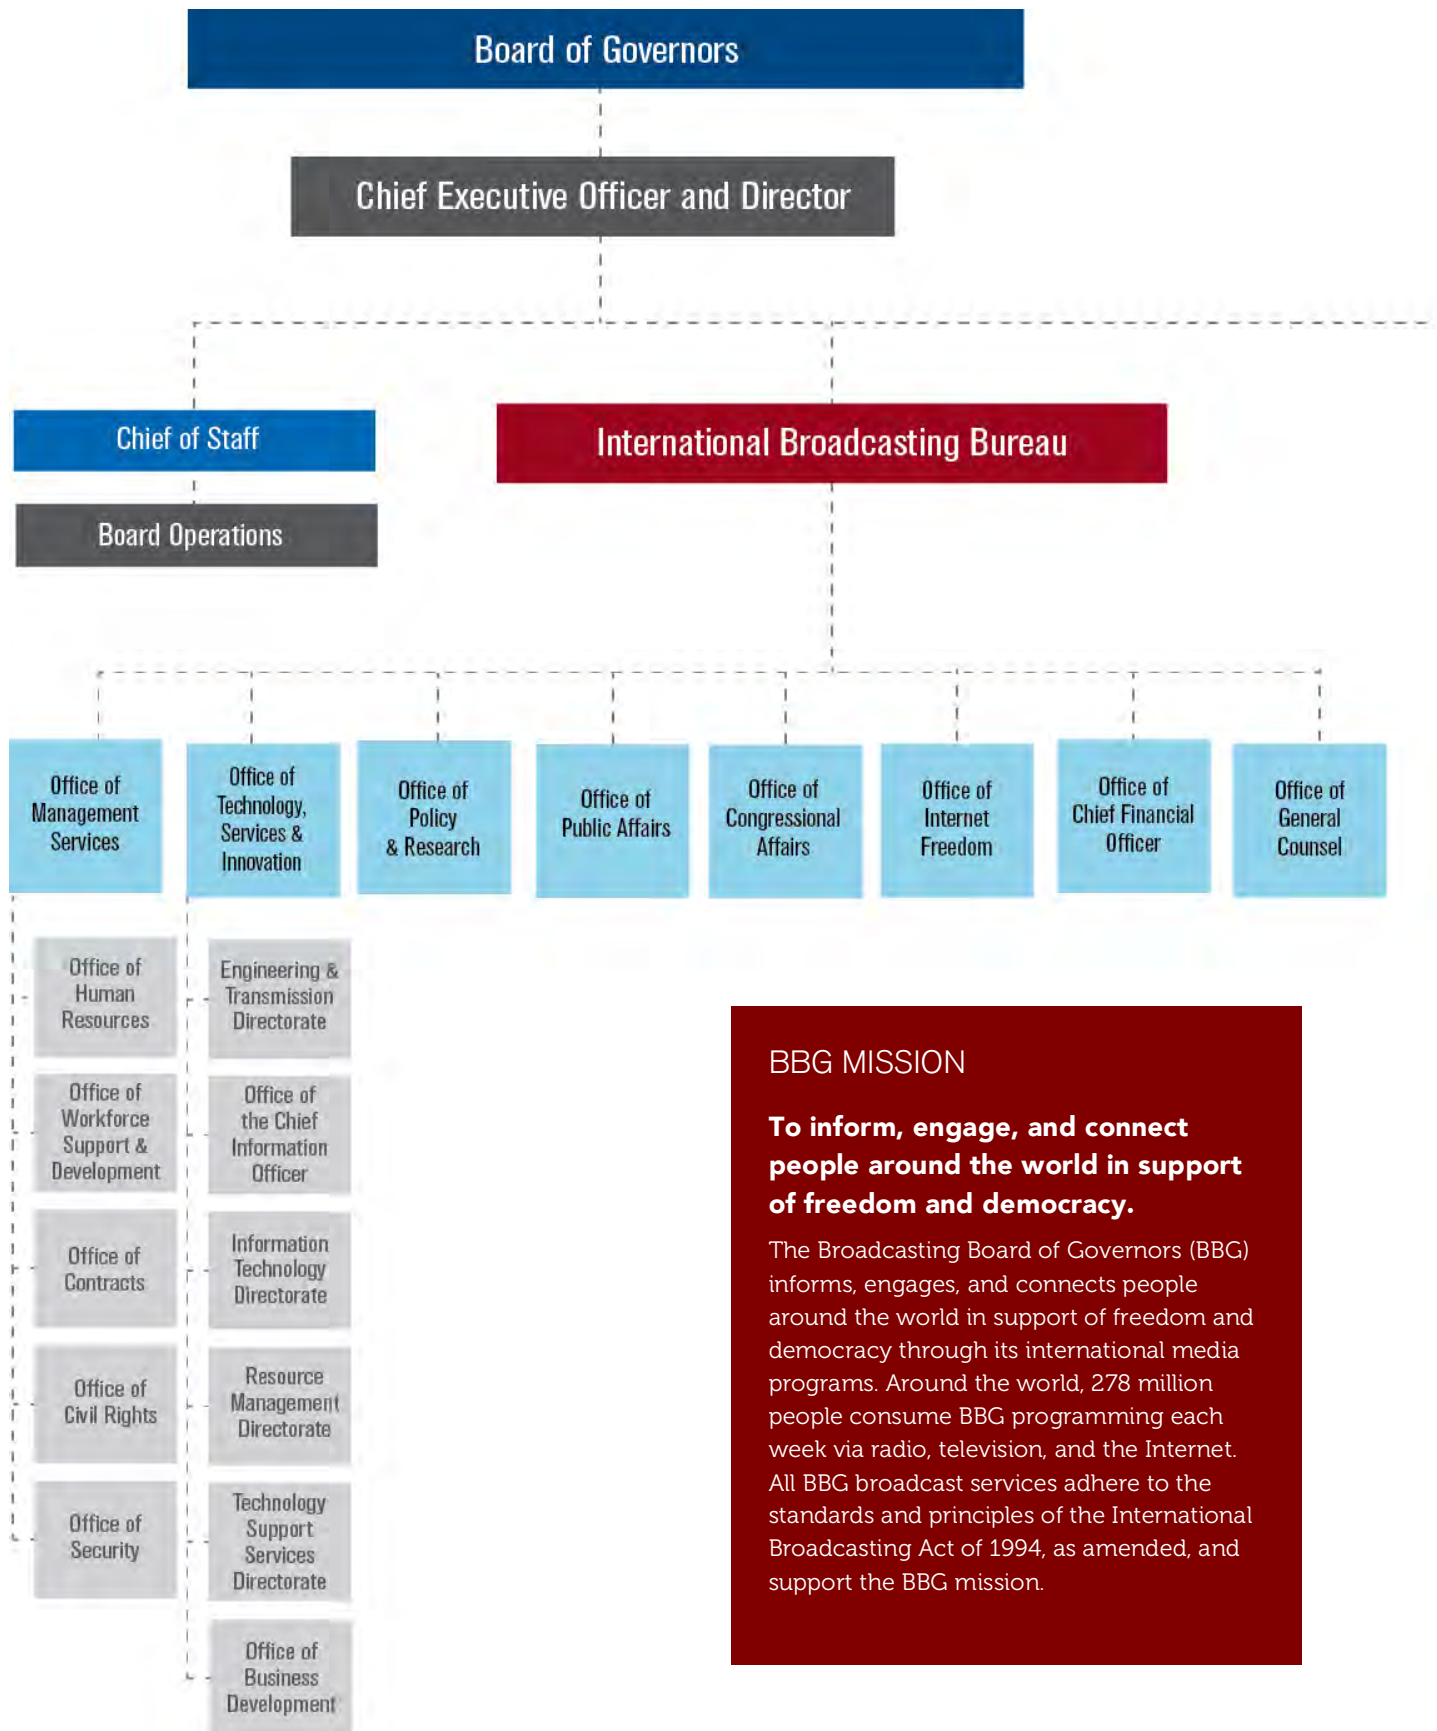 Board of Governors
Chief Executive Officer and Director
Chief of Staff
International Broadcasting Bureau
Board Operations
Office of
Management
Services
Office of
Technology,
Services &
Innovation
Office of
Policy
& Research
Office of
Public Affairs
Office of
Congressional
Affairs
Office of
Internet
Freedom
Office of
Chief Financial
Officer
Office of
General
Counsel
Office of
Human
Resources
Office of
Workforce
Support &
Development
Office of
Contracts
Office of
Civil Rights
Office of
Security
Engineering &
Transmission
Directorate
Office of
the Chief
Information
Officer
Information
Technology
Directorate
Resource
Management
Directorate
Technology
Support
Services
Directorate
Office of
Business
Development
BBG MISSION
To inform, engage, and connect
people around the world in support
of freedom and democracy.
The Broadcasting Board of Governors (BBG)
informs, engages, and connects people
around the world in support of freedom and
democracy through its international media
programs. Around the world, 278 million
people consume BBG programming each
week via radio, television, and the Internet.
All BBG broadcast services adhere to the
standards and principles of the International
Broadcasting Act of 1994, as amended, and
support the BBG mission.